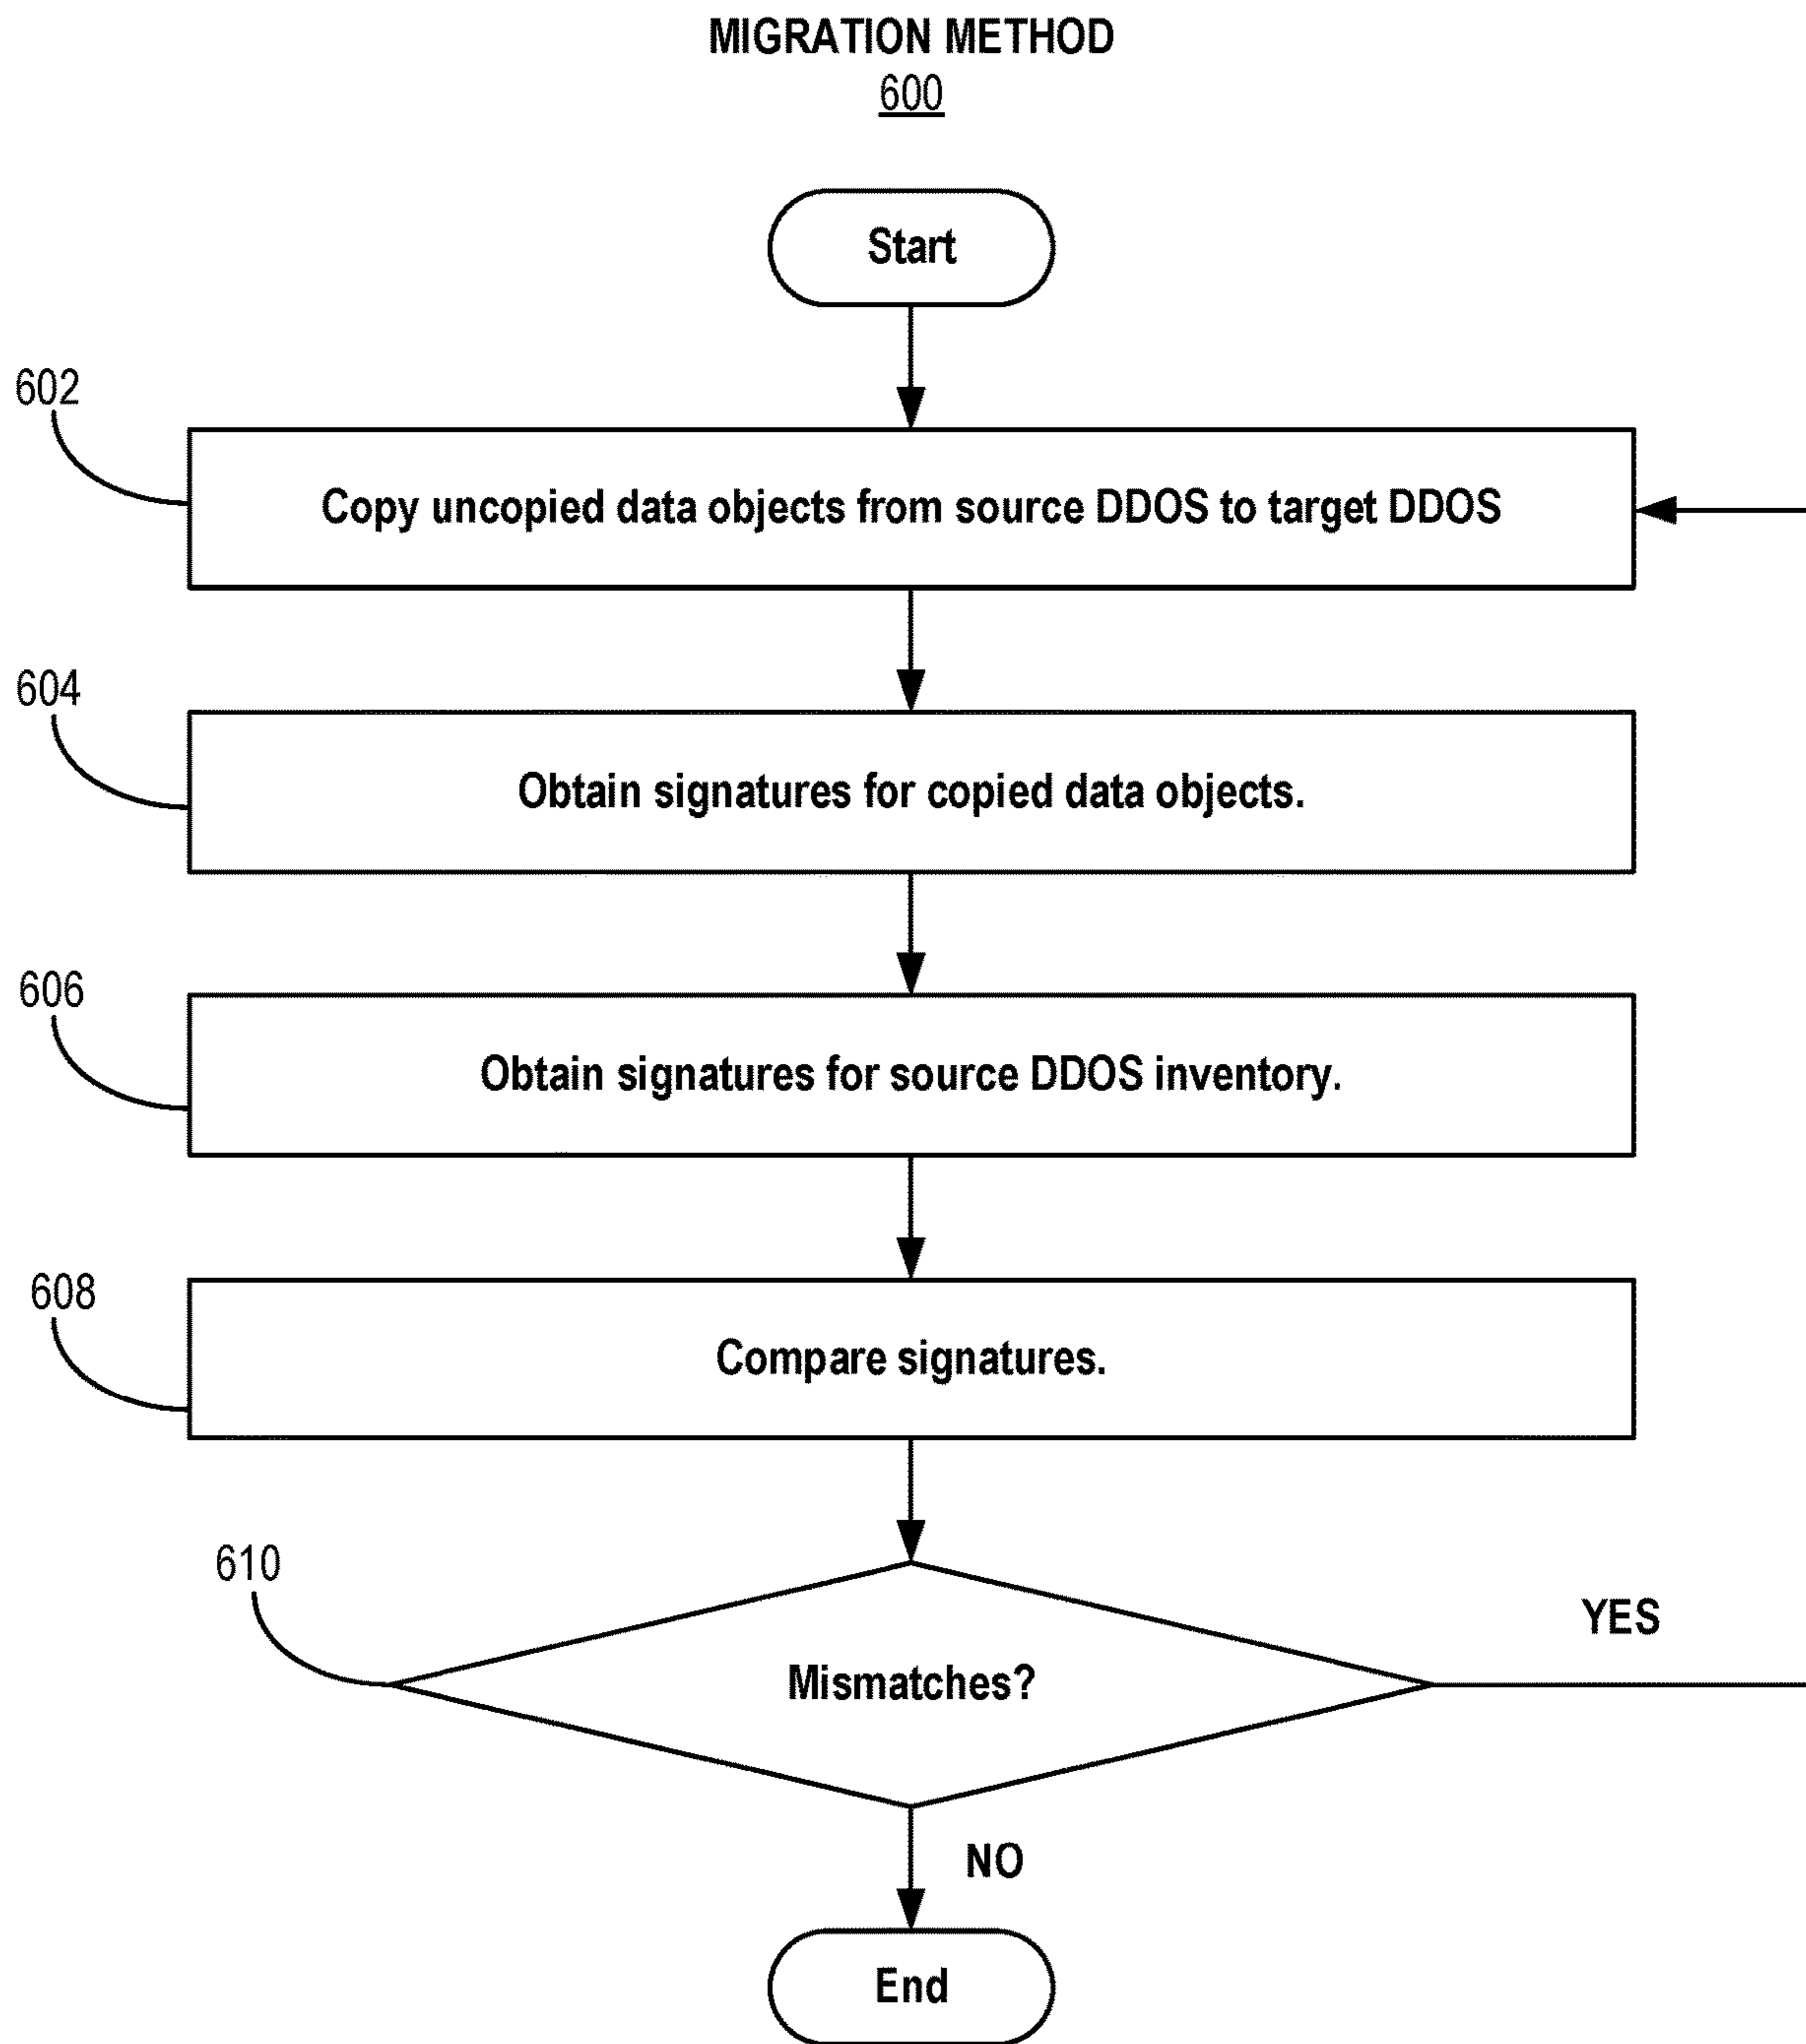 MIGRATION METHOD
600
Start
602
Copy uncopied data objects from source DDOS to target DDOS
604
Obtain signatures for copied data objects.
606
Obtain signatures for source DDOS inventory.
608
Compare signatures.
610
YES
Mismatches?
NO
End